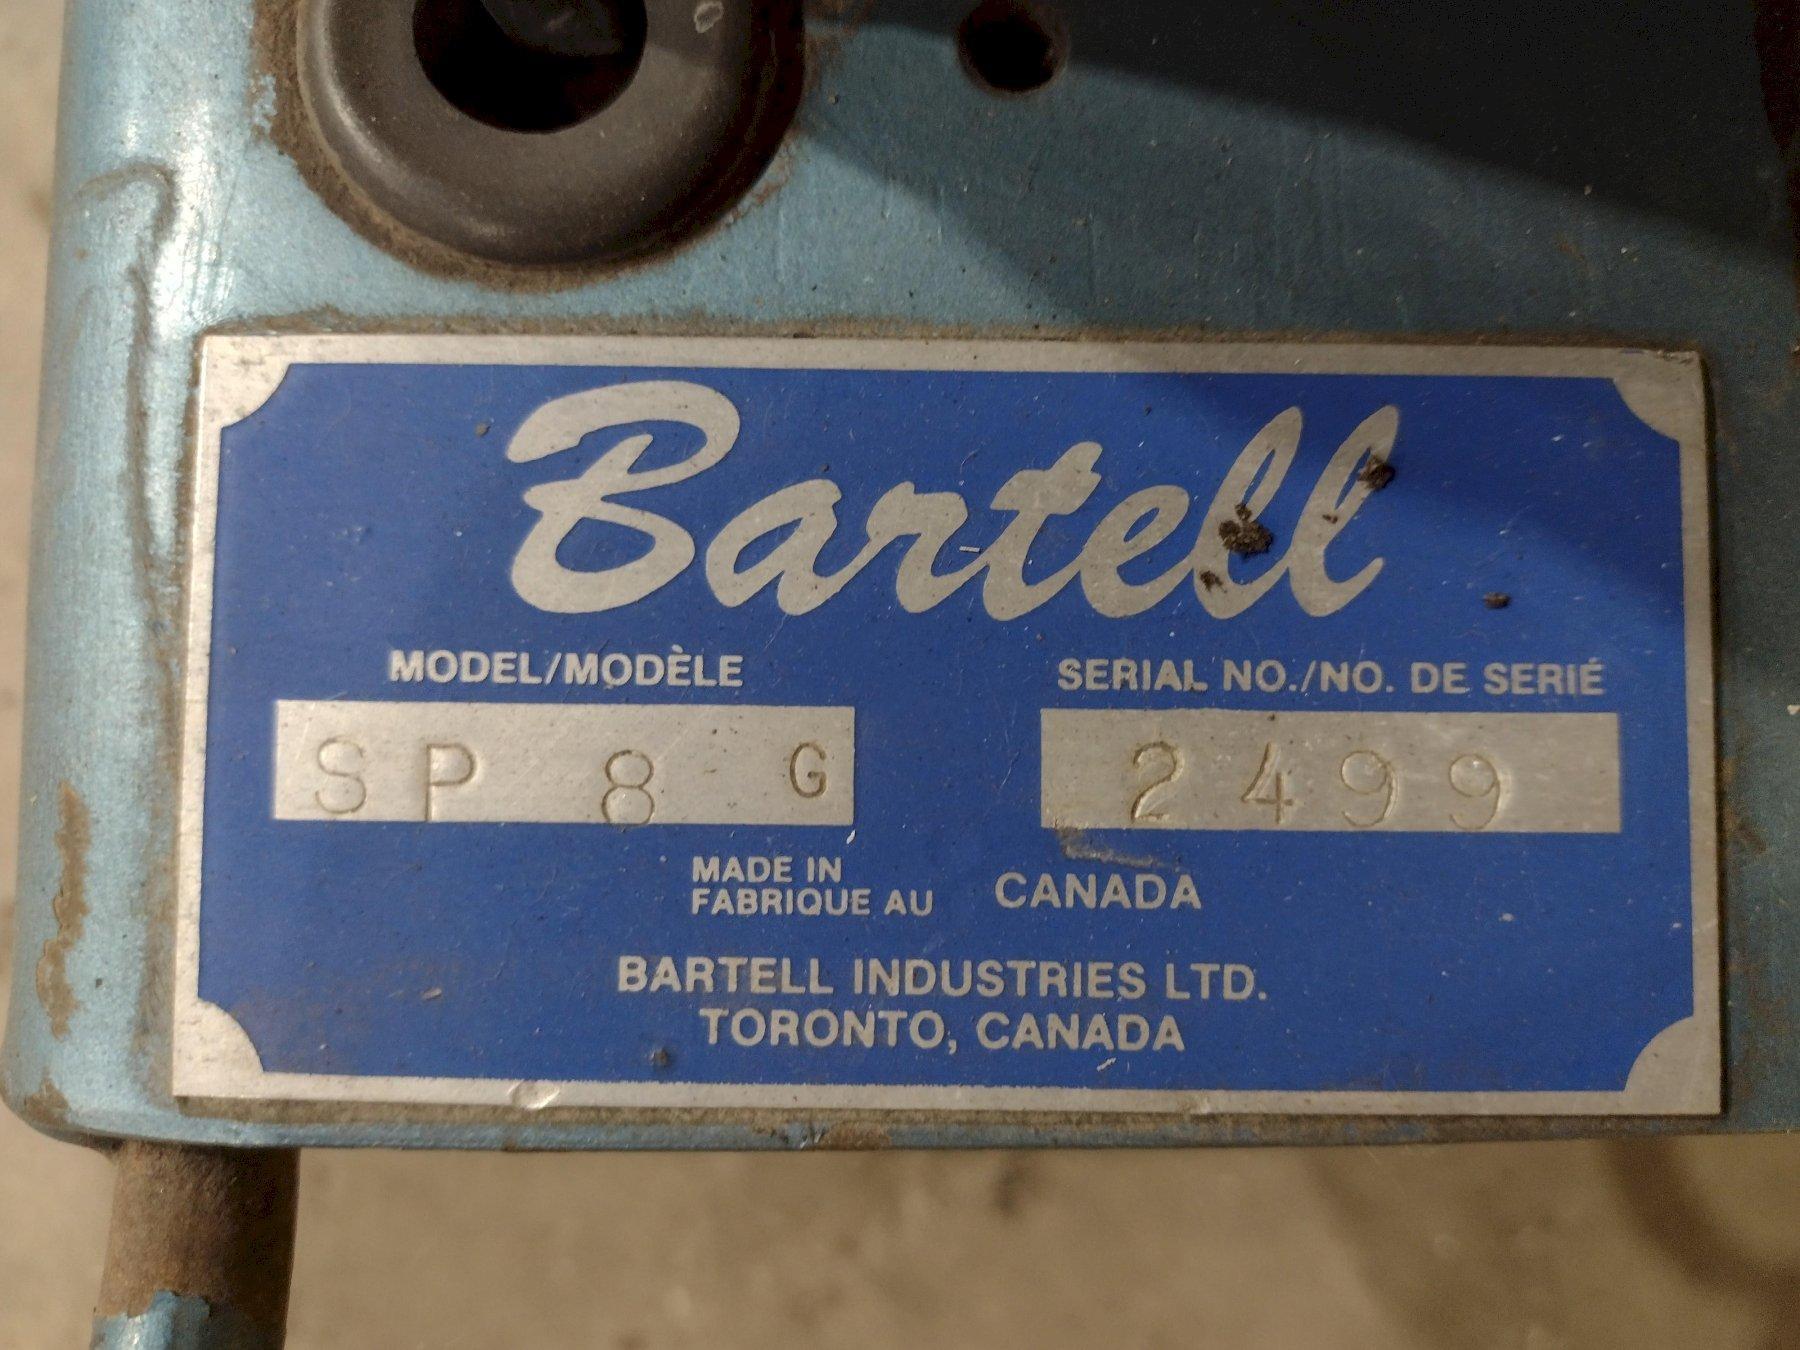 Bartell
MODEL/MODÈLE
SERIAL NO./NO. DE SERIÉ
SP 8 G
2499
MADE IN
FABRIQUE AU CANADA
BARTELL INDUSTRIES LTD.
TORONTO, CANADA